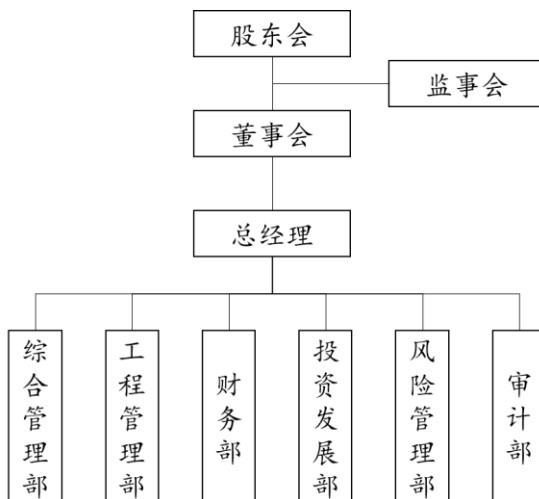 股东会
监事会
董事会
总经理
综合管理部
工程管理部
财务部
投资发展部
风险管理部
审计部